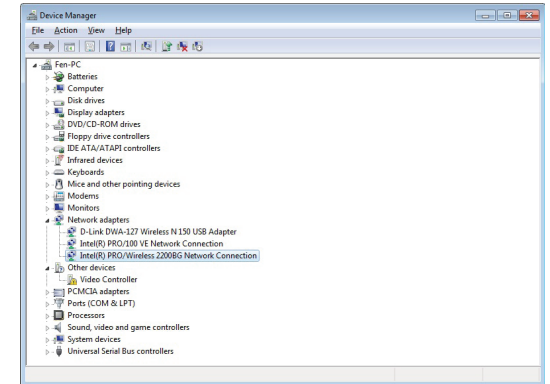 Device Manager
File Action View Help
Fen-PC
Batteries
Computer
Disk drives
Display adapters
DVD/CD-ROM drives
Floppy drive controllers
IDE ATA/ATAPI controllers
Infrared devices
Keyboards
Mice and other pointing devices
Modems
Monitors
Network adapters
D-Link DWA-127 Wireless N 150 USB Adapter
Intel(R) PRO/100 VE Network Connection
Intel(R) PRO/Wireless 2200BG Network Connection
Other devices
Video Controller
PCMCIA adapters
Ports (COM & LPT)
Processors
Sound, video and game controllers
System devices
Universal Serial Bus controllers